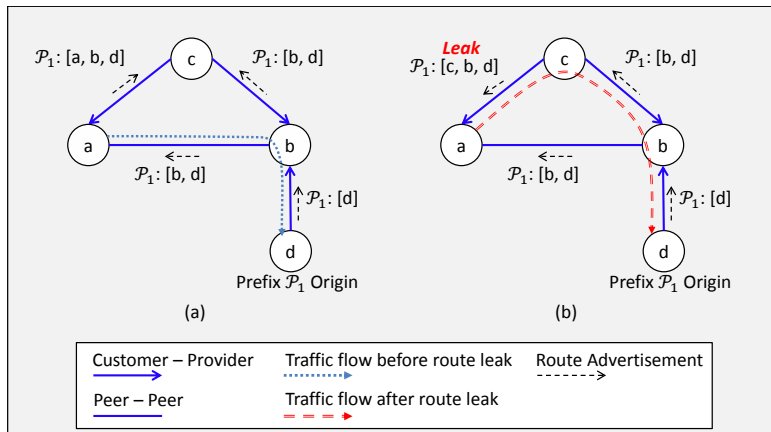 c
𝒫₁: [a, b, d]
𝒫₁: [b, d]
a
b
𝒫₁: [b, d]
𝒫₁: [d]
d
Prefix 𝒫₁ Origin
(a)
Leak
c
𝒫₁: [c, b, d]
𝒫₁: [b, d]
a
b
𝒫₁: [b, d]
𝒫₁: [d]
d
Prefix 𝒫₁ Origin
(b)
Customer – Provider
Traffic flow before route leak
Route Advertisement
Peer – Peer
Traffic flow after route leak